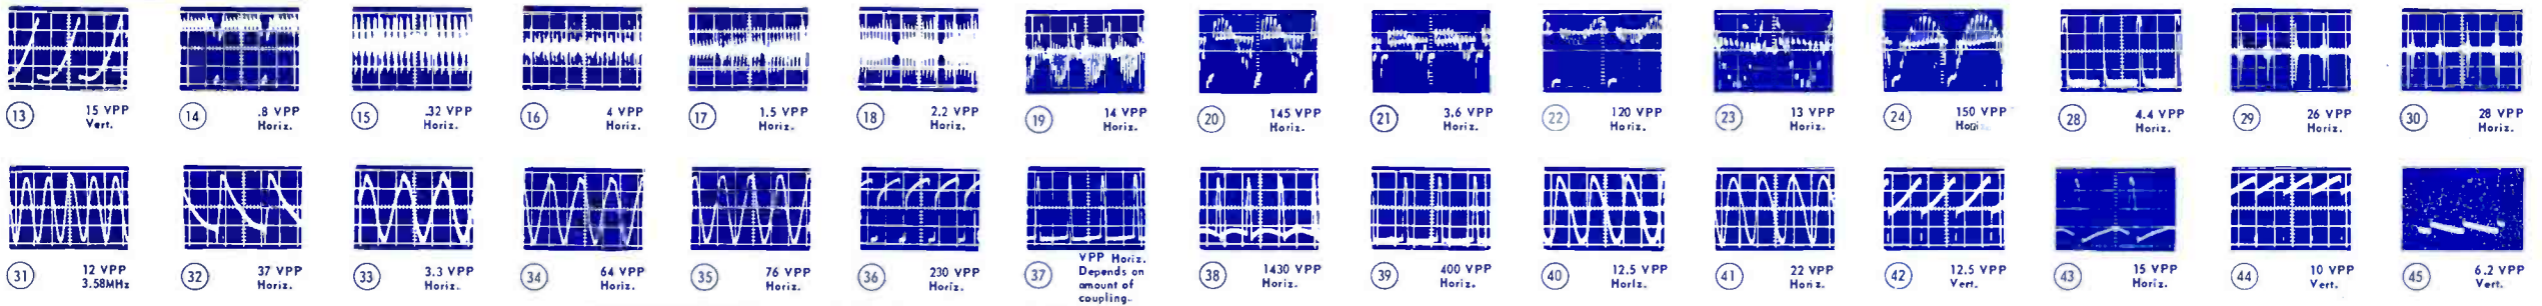 13 15 VPP
Vert.
14 .8 VPP
Horiz.
15 .32 VPP
Horiz.
16 4 VPP
Horiz.
17 1.5 VPP
Horiz.
18 2.2 VPP
Horiz.
19 14 VPP
Horiz.
20 145 VPP
Horiz.
21 3.6 VPP
Horiz.
22 120 VPP
Horiz.
23 13 VPP
Horiz.
24 150 VPP
Horiz.
28 4.4 VPP
Horiz.
29 26 VPP
Horiz.
30 28 VPP
Horiz.
31 12 VPP
3.58MHz
32 37 VPP
Horiz.
33 3.3 VPP
Horiz.
34 64 VPP
Horiz.
35 76 VPP
Horiz.
36 230 VPP
Horiz.
37 VPP Horiz.
Depends on
amount of
coupling.
38 1430 VPP
Horiz.
39 400 VPP
Horiz.
40 12.5 VPP
Horiz.
41 22 VPP
Horiz.
42 12.5 VPP
Vert.
43 15 VPP
Horiz.
44 10 VPP
Vert.
45 6.2 VPP
Vert.